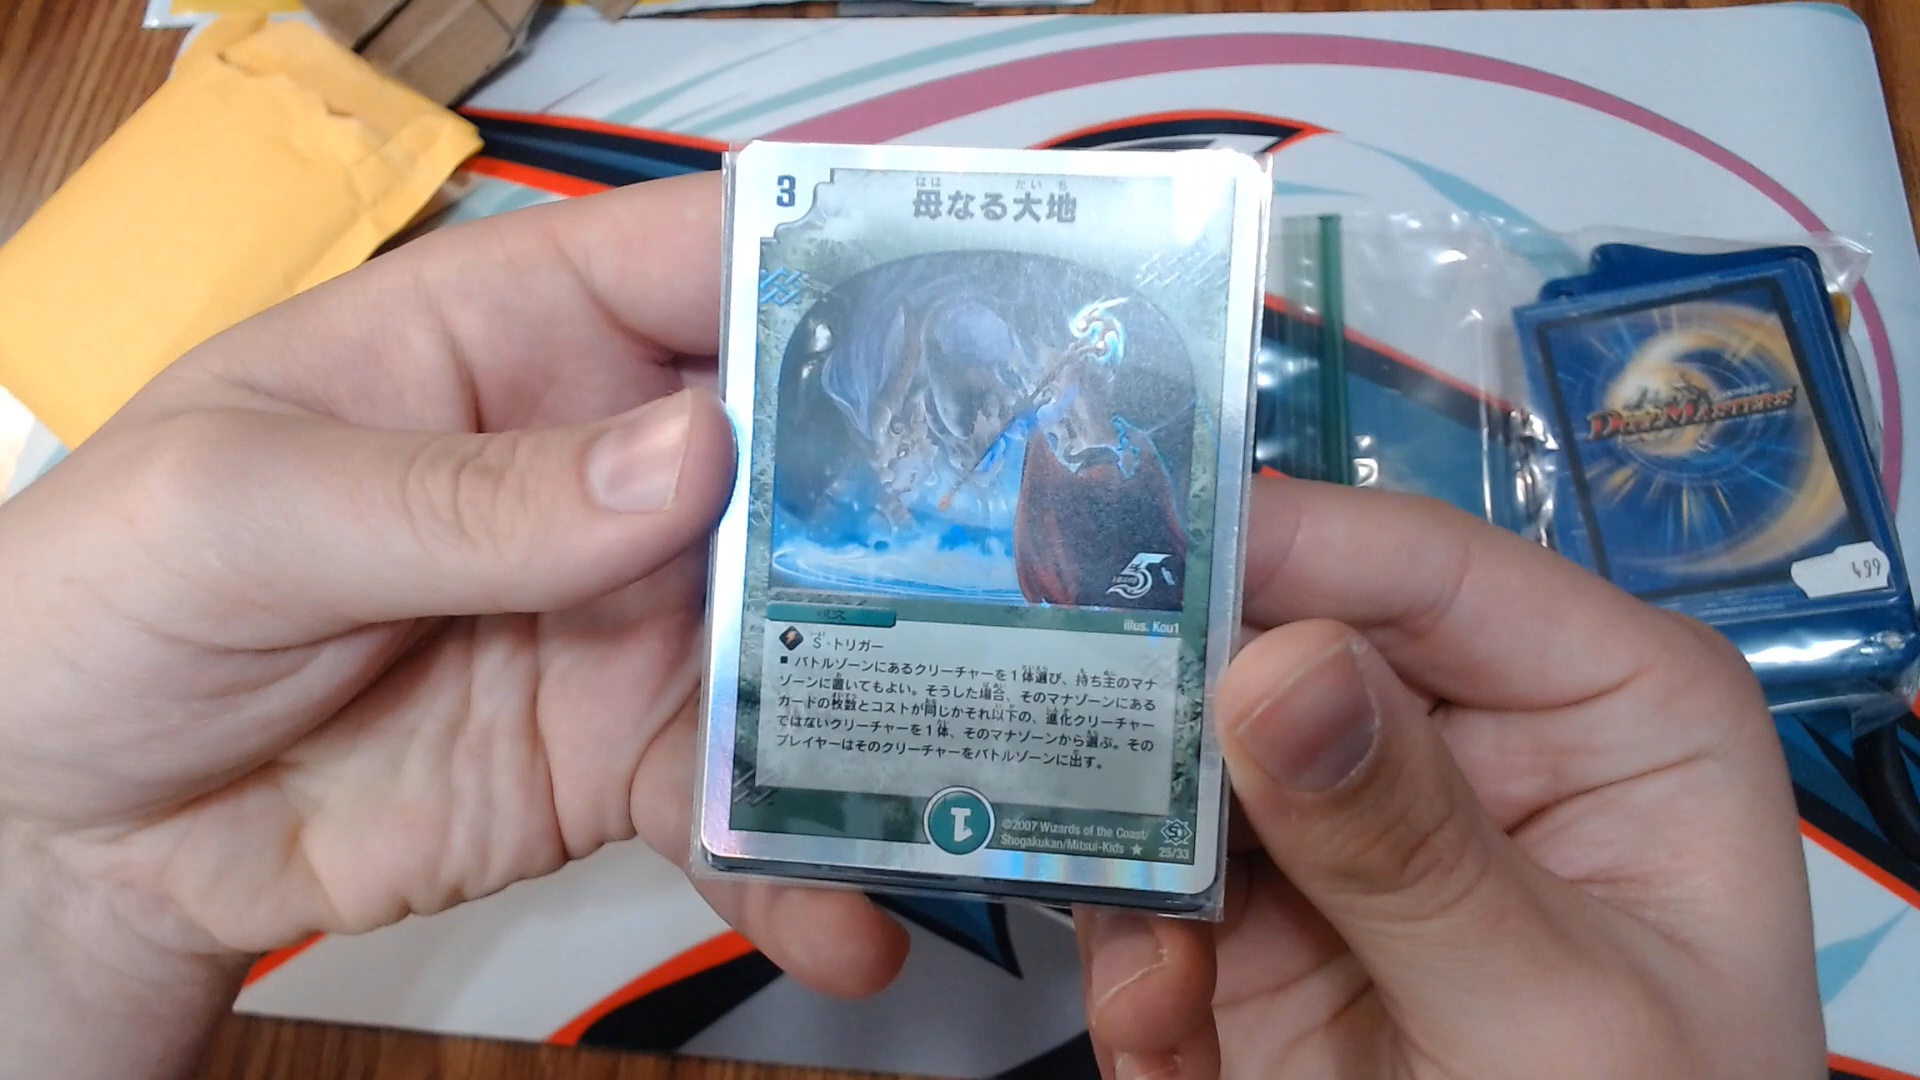 3
母なる大地
はは
だいち
呪文
illus. Kou1
S・トリガー
■ バトルゾーンにあるクリーチャーを1体選び、持ち主のマナ
ゾーンに置いてもよい。そうした場合、そのマナゾーンにある
カードの枚数とコストが同じかそれ以下の、進化クリーチャー
ではないクリーチャーを1体、そのマナゾーンから選ぶ。その
プレイヤーはそのクリーチャーをバトルゾーンに出す。
1
©2007 Wizards of the Coast/
Shogakukan/Mitsui-Kids ★ 25/33
5
DUEL MASTERS
499